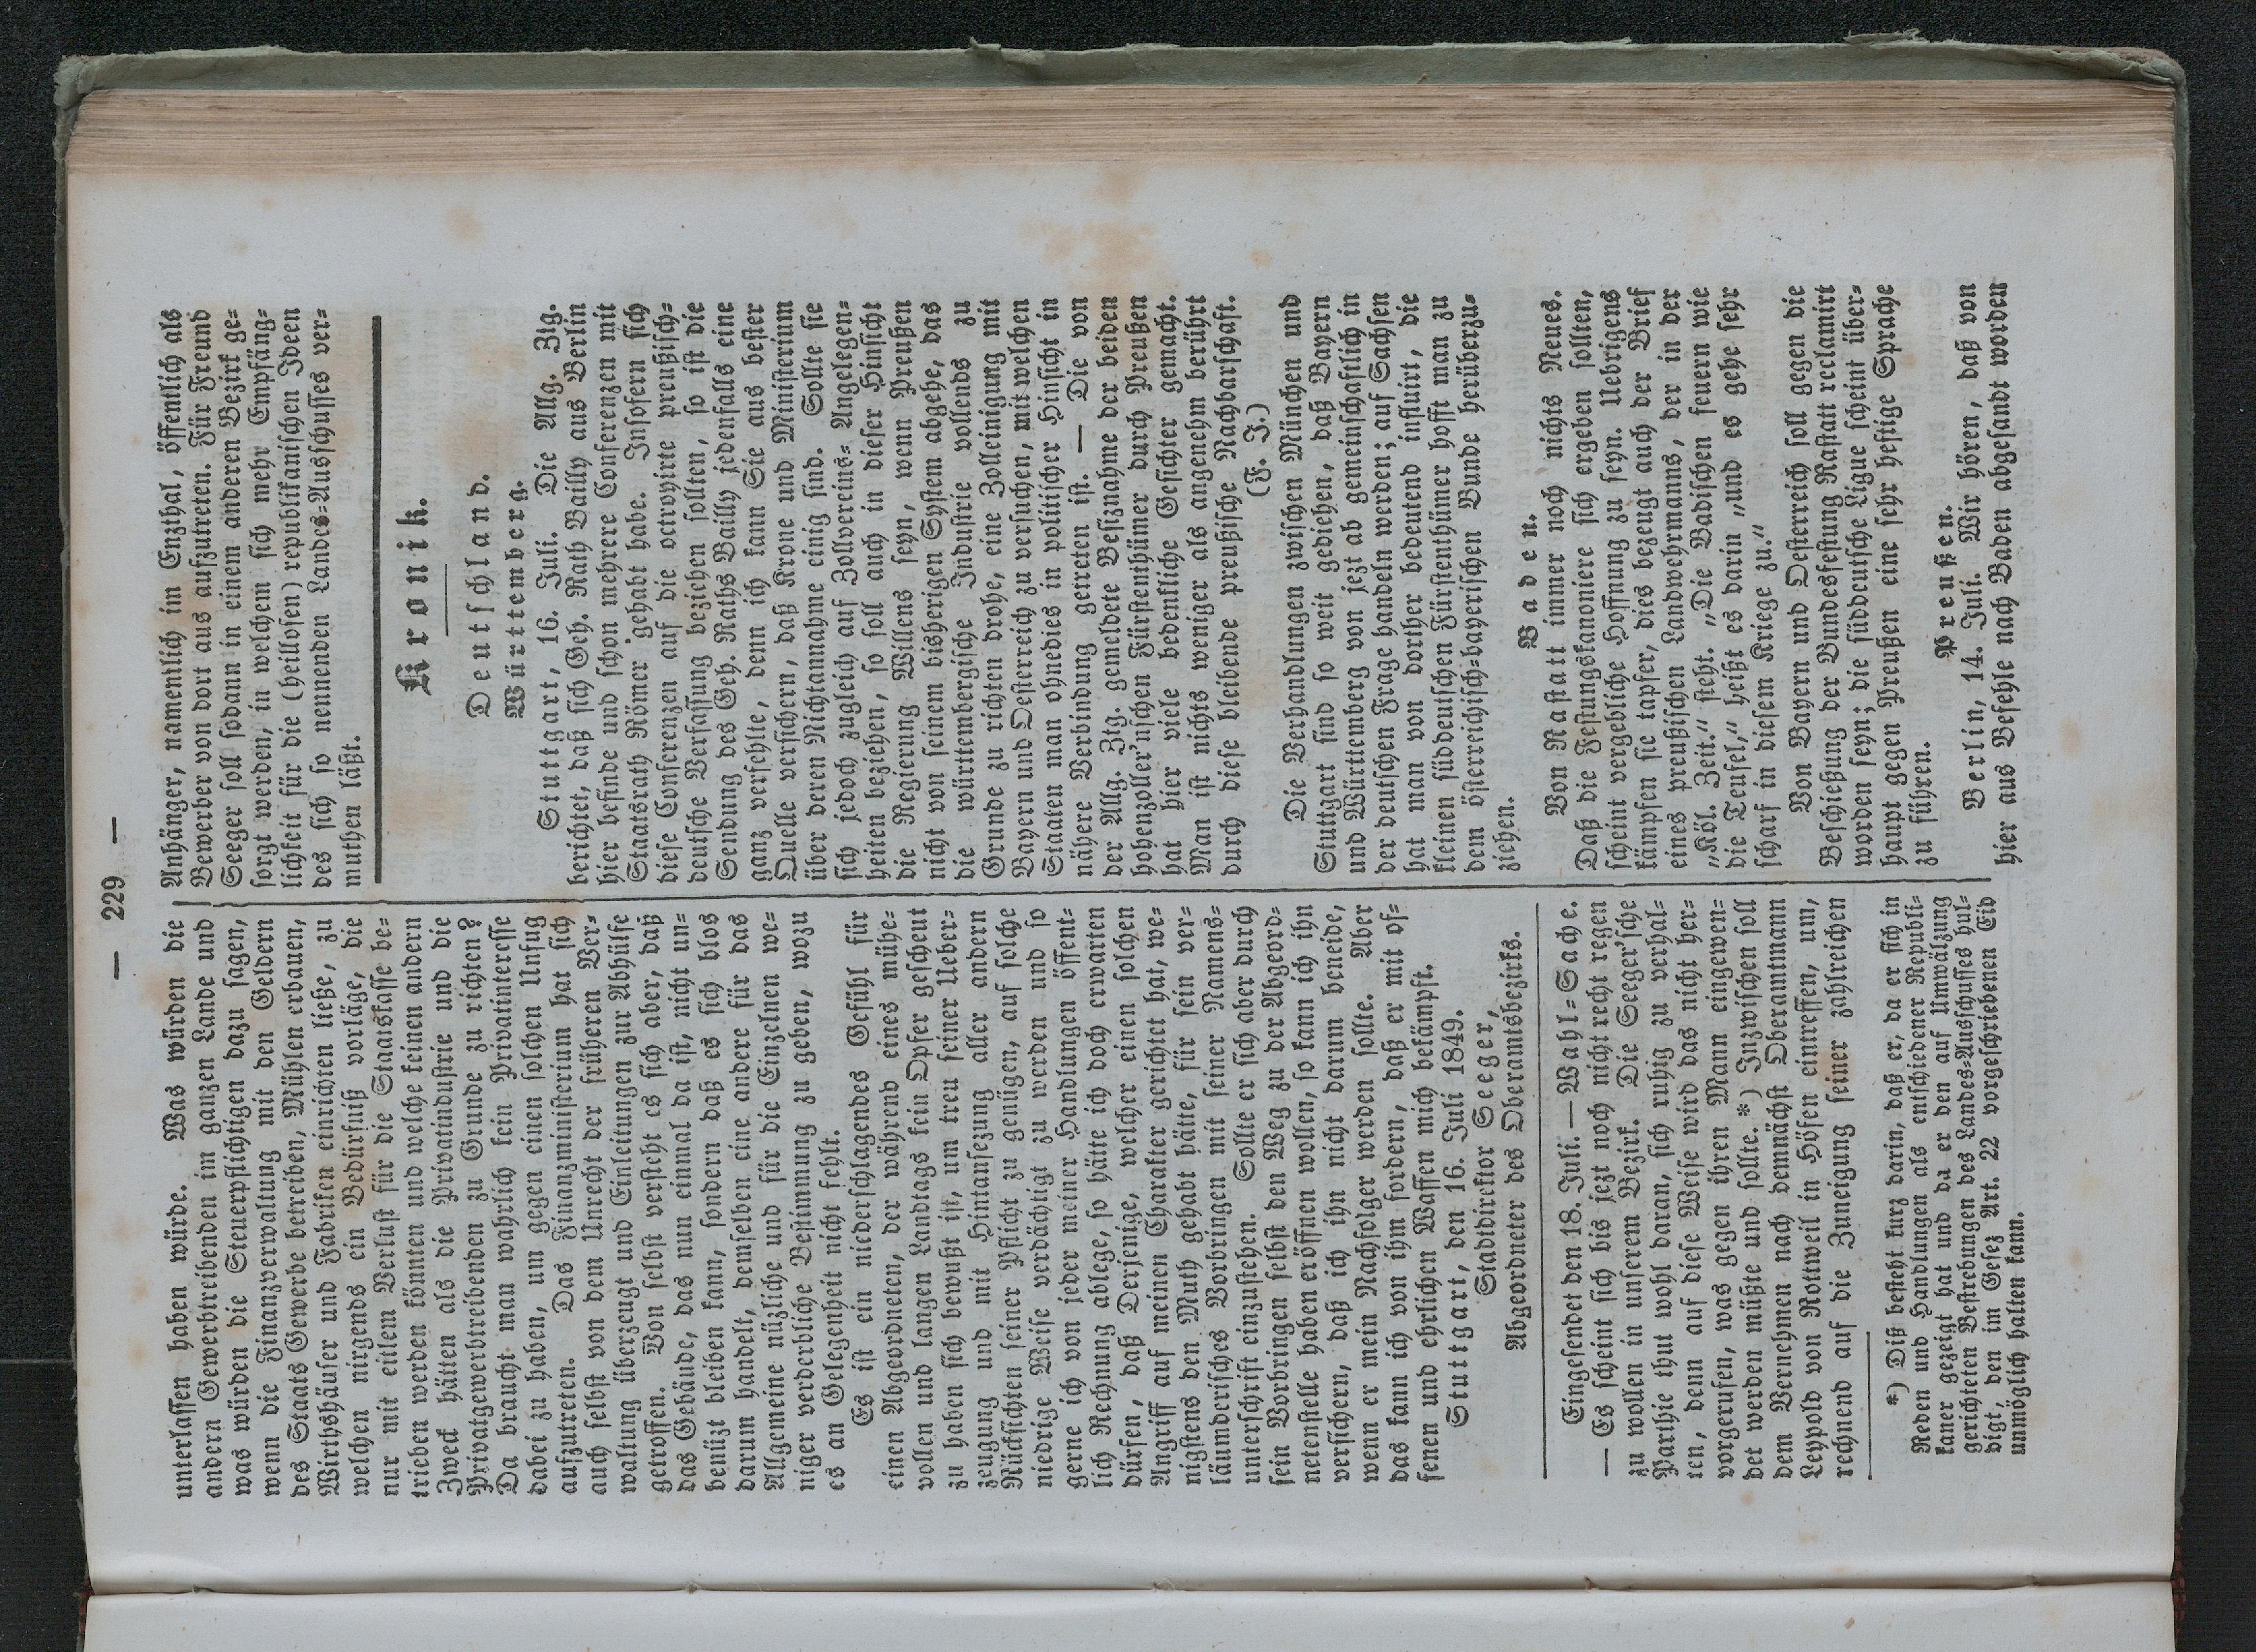 — 229 —
unterlassen haben würde. Was würden die
andern Gewerbtreibenden im ganzen Lande und
was würden die Steuerpflichtigen dazu sagen,
wenn die Finanzverwaltung mit den Geldern
des Staats Gewerbe betreiben, Mühlen erbauen,
Wirthshäuser und Fabriken einrichten ließe, zu
welchen nirgends ein Bedürfniß vorläge, die
nur mit eitlem Verlust für die Staatskasse be-
trieben werden könnten und welche keinen andern
Zweck hätten als die Privatindustrie und die
Privatgewerbtreibenden zu Grunde zu richten?
Da braucht man wahrlich kein Privatinteresse
dabei zu haben, um gegen einen solchen Unfug
aufzutreten. Das Finanzministerium hat sich
auch selbst von dem Unrecht der früheren Ver-
waltung überzeugt und Einleitungen zur Abhülfe
getroffen. Von selbst versteht es sich aber, daß
das Gebäude, das nun einmal da ist, nicht un-
benüzt bleiben kann, sondern daß es sich blos
darum handelt, demselben eine andere für das
Allgemeine nüzliche und für die Einzelnen we-
niger verderbliche Bestimmung zu geben, wozu
es an Gelegenheit nicht fehlt.
Es ist ein niederschlagendes Gefühl für
einen Abgeordneten, der während eines mühe-
vollen und langen Landtags kein Opfer gescheut
zu haben sich bewußt ist, um treu seiner Ueber-
zeugung und mit Hintansezung aller andern
Rücksichten seiner Pflicht zu genügen, auf solche
niedrige Weise verdächtigt zu werden und so
gerne ich von jeder meiner Handlungen öffent-
lich Rechnung ablege, so hätte ich doch erwarten
dürfen, daß Derjenige, welcher einen solchen
Angriff auf meinen Charakter gerichtet hat, we-
nigstens den Muth gehabt hätte, für sein ver-
läumderisches Vorbringen mit seiner Namens-
unterschrift einzustehen. Sollte er sich aber durch
sein Vorbringen selbst den Weg zu der Abgeord-
netenstelle haben eröffnen wollen, so kann ich ihn
versichern, daß ich ihn nicht darum beneide,
wenn er mein Nachfolger werden sollte. Aber
das kann ich von ihm fordern, daß er mit of-
fenen und ehrlichen Waffen mich bekämpft.
Stuttgart, den 16. Juli 1849.
Stadtdirektor Seeger,
Abgeordneter des Oberamtsbezirks.
Eingesendet den 18. Juli. — Wahl-Sache.
— Es scheint sich bis jezt noch nicht recht regen
zu wollen in unserem Bezirk. Die Seeger'sche
Parthie thut wohl daran, sich ruhig zu verhal-
ten, denn auf diese Weise wird das nicht her-
vorgerufen, was gegen ihren Mann eingewen-
det werden müßte und sollte. *) Inzwischen soll
dem Vernehmen nach demnächst Oberamtmann
Leypold von Rottweil in Höfen eintreffen, um,
rechnend auf die Zuneigung seiner zahlreichen
*) Diß besteht kurz darin, daß er, da er sich in
Reden und Handlungen als entschiedener Republi-
kaner gezeigt hat und da er den auf Umwälzung
gerichteten Bestrebungen des Landes-Ausschusses hul-
digt, den im Gesez Art. 22 vorgeschriebenen Eid
unmöglich halten kann.
Anhänger, namentlich im Enzthal, öffentlich als
Bewerber von dort aus aufzutreten. Für Freund
Seeger soll sodann in einem anderen Bezirk ge-
sorgt werden, in welchem sich mehr Empfäng-
lichkeit für die (heillosen) republikanischen Ideen
des sich so nennenden Landes-Ausschusses ver-
muthen läßt.
Kronik.
Deutschland.
Württemberg.
Stuttgart, 16. Juli. Die Allg. Ztg.
berichtet, daß sich Geh. Rath Bailly aus Berlin
hier befinde und schon mehrere Conferenzen mit
Staatsrath Römer gehabt habe. Insofern sich
diese Conferenzen auf die octroyirte preußisch-
deutsche Verfassung beziehen sollten, so ist die
Sendung des Geh. Raths Bailly jedenfalls eine
ganz verfehlte, denn ich kann Sie aus bester
Quelle versichern, daß Krone und Ministerium
über deren Nichtannahme einig sind. Sollte sie
sich jedoch zugleich auf Zollvereins-Angelegen-
heiten beziehen, so soll auch in dieser Hinsicht
die Regierung Willens seyn, wenn Preußen
nicht von seinem bisherigen System abgehe, das
die württembergische Industrie vollends zu
Grunde zu richten drohe, eine Zolleinigung mit
Bayern und Oesterreich zu versuchen, mit welchen
Staaten man ohnedies in politischer Hinsicht in
nähere Verbindung getreten ist. — Die von
der Allg. Ztg. gemeldete Besiznahme der beiden
hohenzoller'nschen Fürstenthümer durch Preußen
hat hier viele bedenkliche Gesichter gemacht.
Man ist nichts weniger als angenehm berührt
durch diese bleibende preußische Nachbarschaft.
(F. J.)
Die Verhandlungen zwischen München und
Stuttgart sind so weit gediehen, daß Bayern
und Württemberg von jezt ab gemeinschaftlich in
der deutschen Frage handeln werden; auf Sachsen
hat man von dorther bedeutend influirt, die
kleinen süddeutschen Fürstenthümer hofft man zu
dem österreichisch-bayerischen Bunde herüberzu-
ziehen.
Baden.
Von Rastatt immer noch nichts Neues.
Daß die Festungskanoniere sich ergeben sollten,
scheint vergebliche Hoffnung zu seyn. Uebrigens
kämpfen sie tapfer, dies bezeugt auch der Brief
eines preußischen Landwehrmanns, der in der
„Köl. Zeit.“ steht. „Die Badischen feuern wie
die Teufel,“ heißt es darin „und es gehe sehr
scharf in diesem Kriege zu.“
Von Bayern und Oesterreich soll gegen die
Beschießung der Bundesfestung Rastatt reclamirt
worden seyn; die süddeutsche Ligue scheint über-
haupt gegen Preußen eine sehr heftige Sprache
zu führen.
Preußen.
Berlin, 14. Juli. Wir hören, daß von
hier aus Befehle nach Baden abgesandt worden